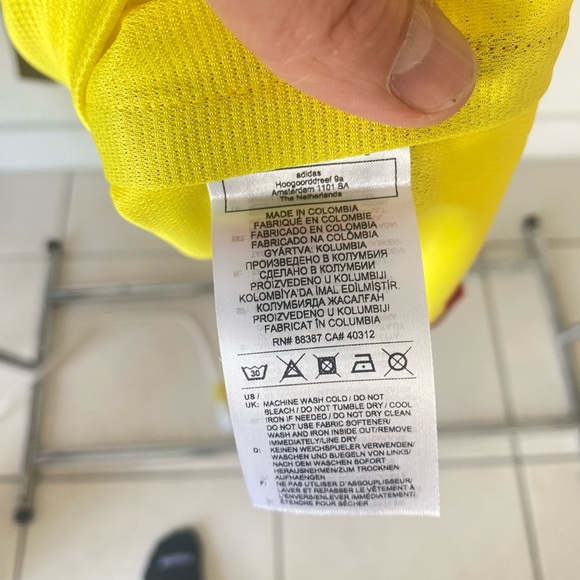 adidas
Hoogoorddreef 9a
Amsterdam 1101 BA
The Netherlands
MADE IN COLOMBIA
FABRIQUÉ EN COLOMBIE
FABRICADO EN COLOMBIA
FABRICADO NA COLÔMBIA
GYÁRTVA: KOLUMBIA
ПРОИЗВЕДЕНО В КОЛУМБИЯ
СДЕЛАНО В КОЛУМБИИ
PROIZVEDENO U KOLUMBIJI
KOLOMBİYA'DA İMAL EDİLMİŞTİR.
КОЛУМБИЯДА ЖАСАЛҒАН
PROIZVEDENO U KOLUMBIJI
FABRICAT ÎN COLUMBIA
RN# 88387 CA# 40312
30
US /
UK: MACHINE WASH COLD / DO NOT
BLEACH / DO NOT TUMBLE DRY / COOL
IRON IF NEEDED / DO NOT DRY CLEAN
DO NOT USE FABRIC SOFTENER/
WASH AND IRON INSIDE OUT/REMOVE
IMMEDIATELY/LINE DRY
D: KEINEN WEICHSPUELER VERWENDEN/
WASCHEN UND BUEGELN VON LINKS/
NACH DEM WASCHEN SOFORT
HERAUSNEHMEN/ZUM TROCKNEN
AUFHAENGEN
F: NE PAS UTILISER D'ASSOUPLISSEUR/
LAVER ET REPASSER LE VÊTEMENT À
L'ENVERS/ENLEVER IMMÉDIATEMENT/
ÉTENDRE POUR SÉCHER